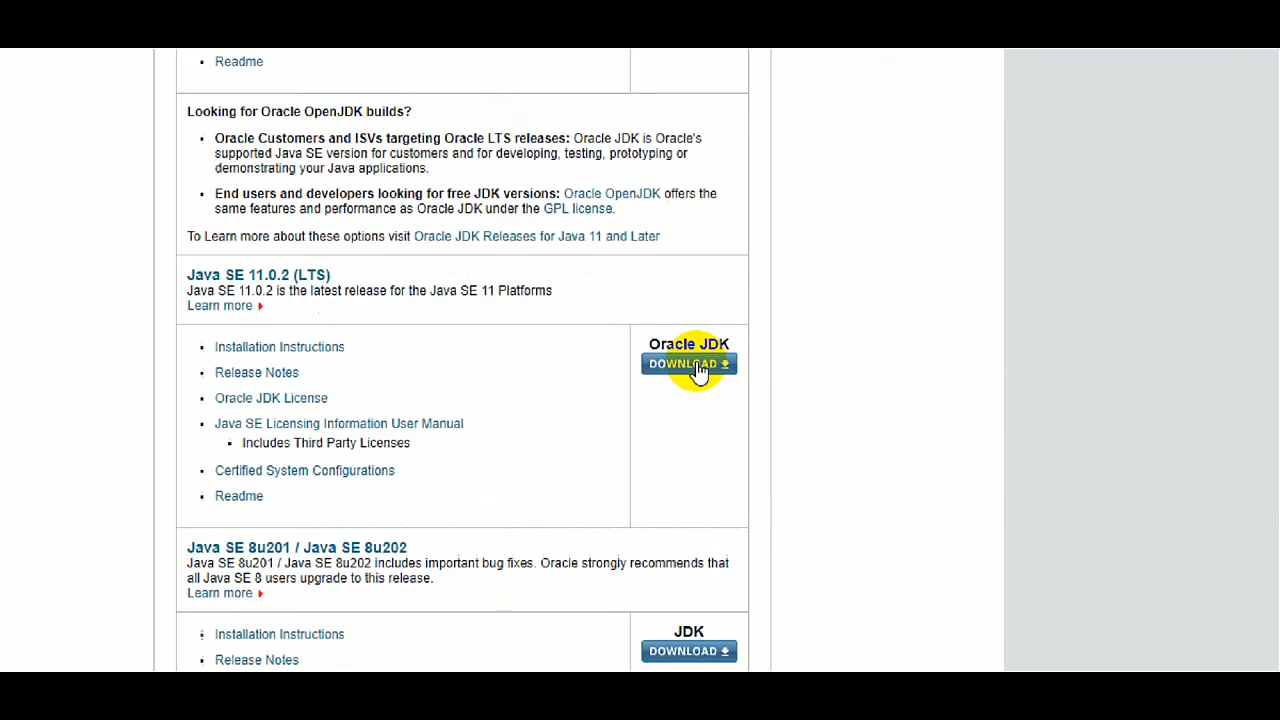 Readme
Looking for Oracle OpenJDK builds?
Oracle Customers and ISVs targeting Oracle LTS releases: Oracle JDK is Oracle's
supported Java SE version for customers and for developing, testing, prototyping or
demonstrating your Java applications.
End users and developers looking for free JDK versions: Oracle OpenJDK offers the
same features and performance as Oracle JDK under the GPL license.
To Learn more about these options visit Oracle JDK Releases for Java 11 and Later
Java SE 11.0.2 (LTS)
Java SE 11.0.2 is the latest release for the Java SE 11 Platforms
Learn more
Installation Instructions
Release Notes
Oracle JDK License
Java SE Licensing Information User Manual
Includes Third Party Licenses
Certified System Configurations
Readme
Oracle JDK
DOWNLOAD
Java SE 8u201 / Java SE 8u202
Java SE 8u201 / Java SE 8u202 includes important bug fixes. Oracle strongly recommends that
all Java SE 8 users upgrade to this release.
Learn more
Installation Instructions
Release Notes
JDK
DOWNLOAD